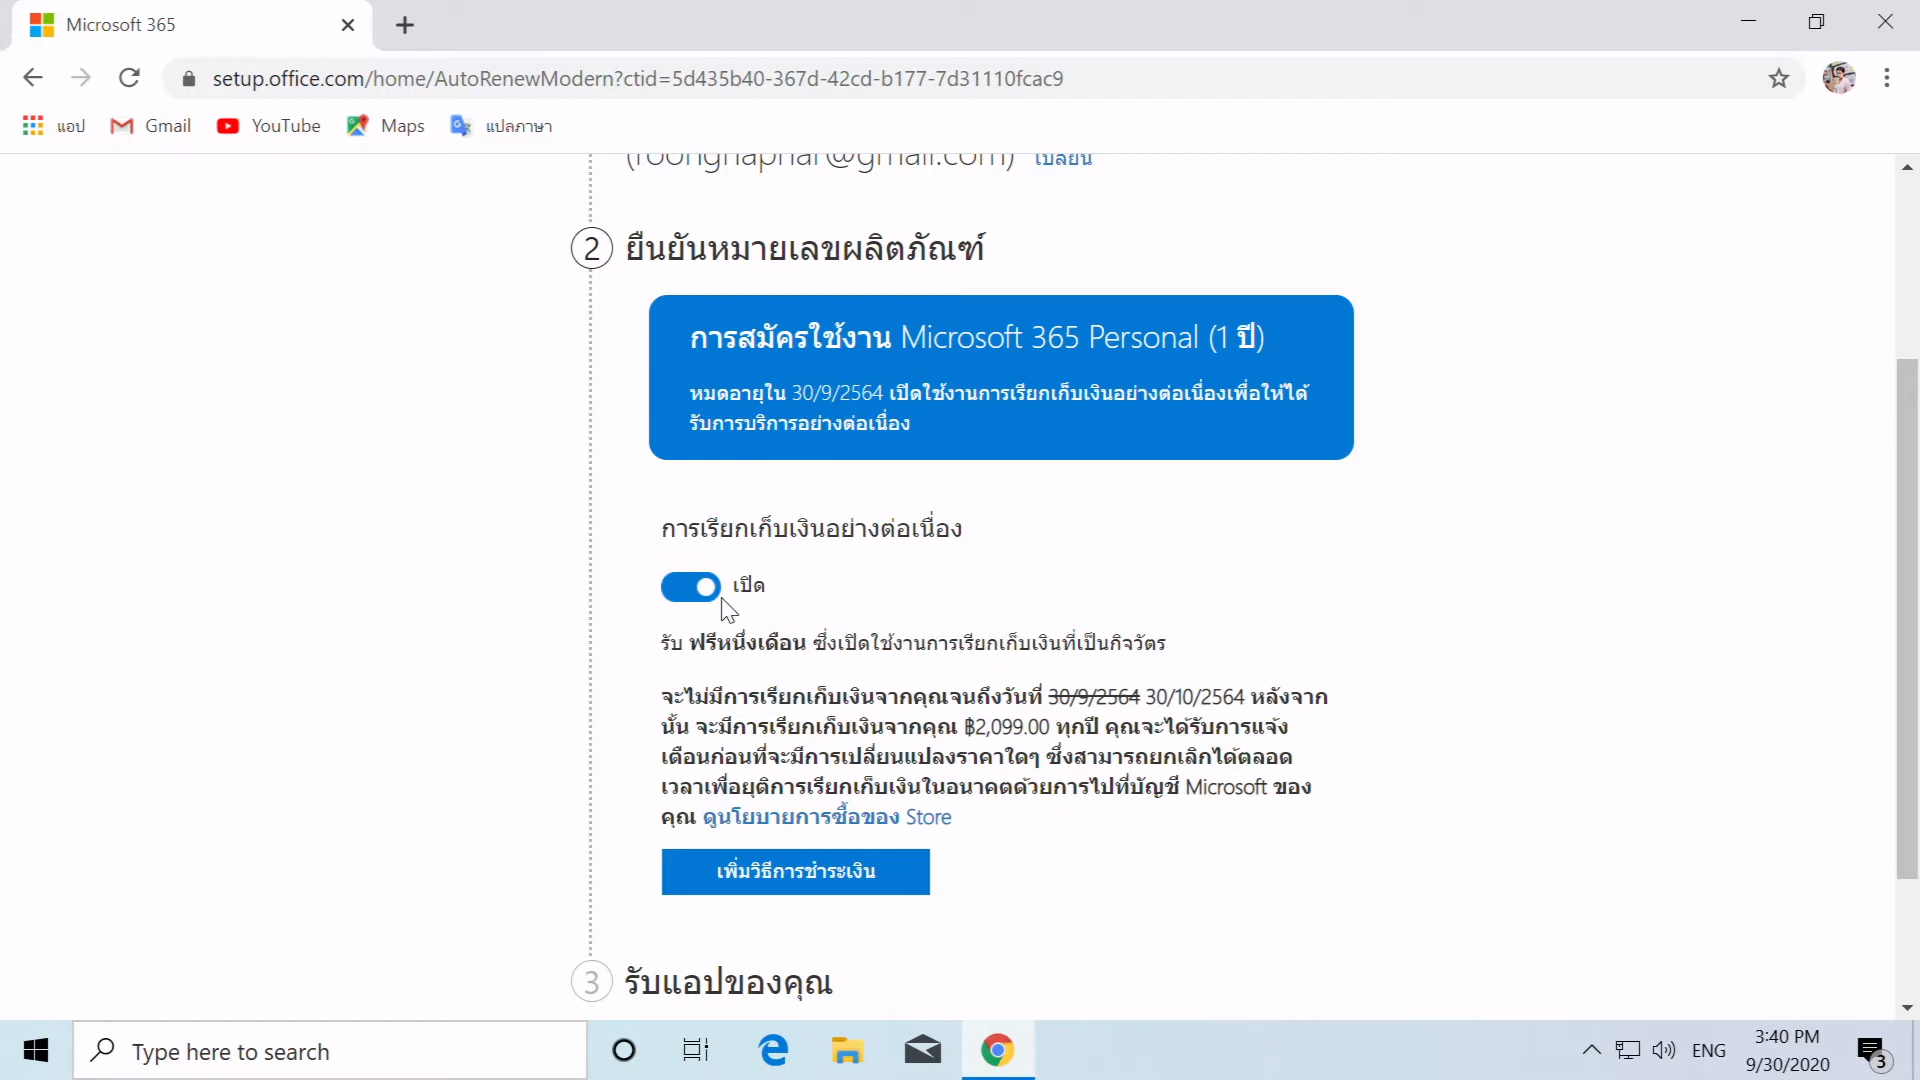 Microsoft 365
setup.office.com/home/AutoRenewModern?ctid=5d435b40-367d-42cd-b177-7d31110fcac9
แอป Gmail YouTube Maps แปลภาษา
เปลี่ยน
2 ยืนยันหมายเลขผลิตภัณฑ์
การสมัครใช้งาน Microsoft 365 Personal (1 ปี)
หมดอายุใน 30/9/2564 เปิดใช้งานการเรียกเก็บเงินอย่างต่อเนื่องเพื่อให้ได้
รับการบริการอย่างต่อเนื่อง
การเรียกเก็บเงินอย่างต่อเนื่อง
เปิด
รับ ฟรีหนึ่งเดือน ซึ่งเปิดใช้งานการเรียกเก็บเงินที่เป็นกิจวัตร
จะไม่มีการเรียกเก็บเงินจากคุณจนถึงวันที่ 30/9/2564 30/10/2564 หลังจาก
นั้น จะมีการเรียกเก็บเงินจากคุณ ฿2,099.00 ทุกปี คุณจะได้รับการแจ้ง
เตือนก่อนที่จะมีการเปลี่ยนแปลงราคาใดๆ ซึ่งสามารถยกเลิกได้ตลอด
เวลาเพื่อยุติการเรียกเก็บเงินในอนาคตด้วยการไปที่บัญชี Microsoft ของ
คุณ ดูนโยบายการซื้อของ Store
เพิ่มวิธีการชำระเงิน
3 รับแอปของคุณ
Type here to search
ENG
3:40 PM
9/30/2020
3